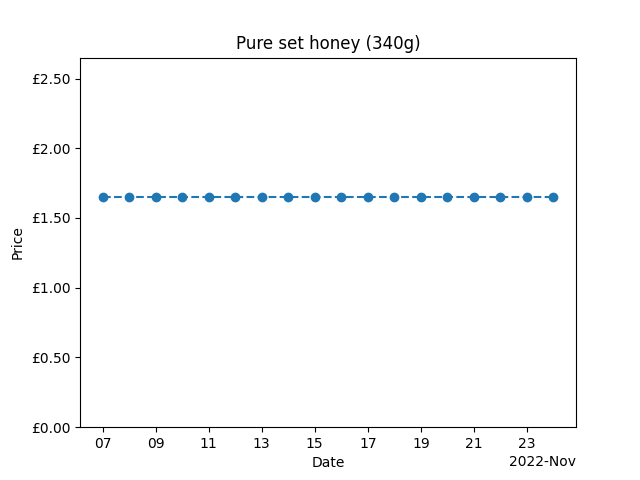 Pure set honey (340g)
£2.50
£2.00
£1.50
£1.00
£0.50
£0.00
Price
07 09 11 13 15 17 19 21 23
Date
2022-Nov